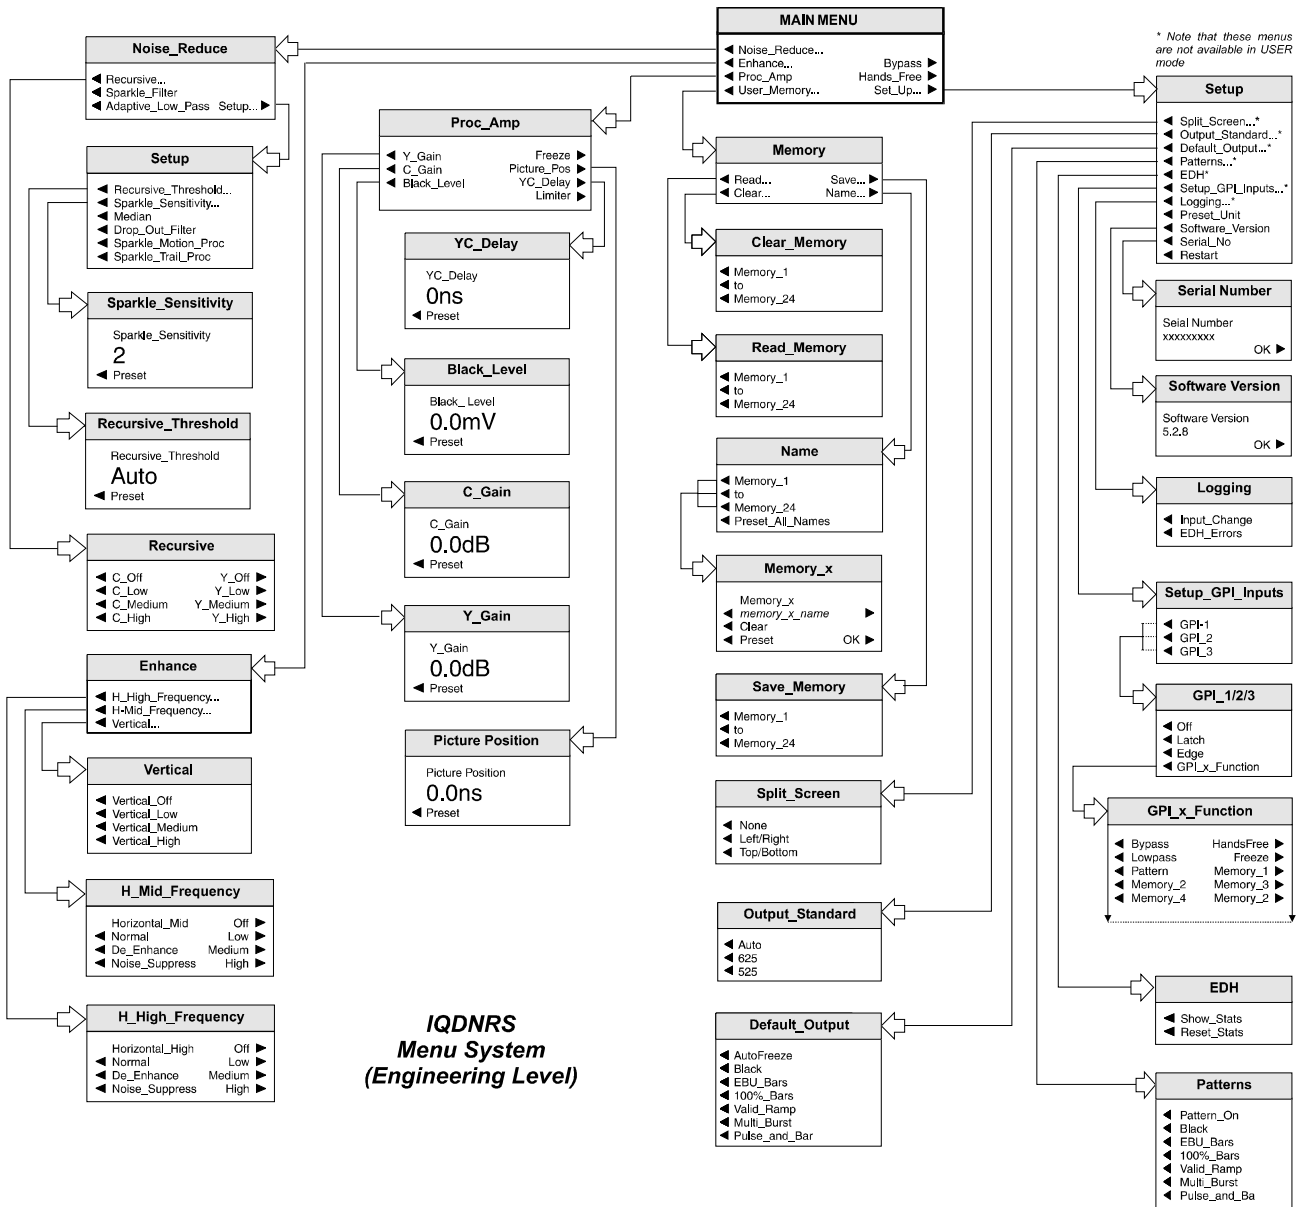 MAIN MENU
Noise_Reduce...
Enhance... Bypass
Proc_Amp Hands_Free
User_Memory... Set_Up...
* Note that these menus
are not available in USER
mode
Noise_Reduce
Recursive...
Sparkle_Filter
Adaptive_Low_Pass Setup...
Setup
Recursive_Threshold...
Sparkle_Sensitivity...
Median
Drop_Out_Filter
Sparkle_Motion_Proc
Sparkle_Trail_Proc
Sparkle_Sensitivity
Sparkle_Sensitivity
2
Preset
Recursive_Threshold
Recursive_Threshold
Auto
Preset
Recursive
C_Off Y_Off
C_Low Y_Low
C_Medium Y_Medium
C_High Y_High
Enhance
H_High_Frequency...
H-Mid_Frequency...
Vertical...
Vertical
Vertical_Off
Vertical_Low
Vertical_Medium
Vertical_High
H_Mid_Frequency
Horizontal_Mid Off
Normal Low
De_Enhance Medium
Noise_Suppress High
H_High_Frequency
Horizontal_High Off
Normal Low
De_Enhance Medium
Noise_Suppress High
Proc_Amp
Y_Gain Freeze
C_Gain Picture_Pos
Black_Level YC_Delay
Limiter
YC_Delay
YC_Delay
0ns
Preset
Black_Level
Black_ Level
0.0mV
Preset
C_Gain
C_Gain
0.0dB
Preset
Y_Gain
Y_Gain
0.0dB
Preset
Picture Position
Picture Position
0.0ns
Preset
IQDNRS
Menu System
(Engineering Level)
Memory
Read... Save...
Clear... Name...
Clear_Memory
Memory_1
to
Memory_24
Read_Memory
Memory_1
to
Memory_24
Name
Memory_1
to
Memory_24
Preset_All_Names
Memory_x
Memory_x
memory_x_name
Clear
Preset OK
Save_Memory
Memory_1
to
Memory_24
Split_Screen
None
Left/Right
Top/Bottom
Output_Standard
Auto
625
525
Default_Output
AutoFreeze
Black
EBU_Bars
100%_Bars
Valid_Ramp
Multi_Burst
Pulse_and_Bar
Setup
Split_Screen...*
Output_Standard...*
Default_Output...*
Patterns...*
EDH*
Setup_GPI_Inputs...*
Logging...*
Preset_Unit
Software_Version
Serial_No
Restart
Serial Number
Seial Number
xxxxxxxxx
OK
Software Version
Software Version
5.2.8
OK
Logging
Input_Change
EDH_Errors
Setup_GPI_Inputs
GPI-1
GPI_2
GPI_3
GPI_1/2/3
Off
Latch
Edge
GPI_x_Function
GPI_x_Function
Bypass HandsFree
Lowpass Freeze
Pattern Memory_1
Memory_2 Memory_3
Memory_4 Memory_2
EDH
Show_Stats
Reset_Stats
Patterns
Pattern_On
Black
EBU_Bars
100%_Bars
Valid_Ramp
Multi_Burst
Pulse_and_Ba